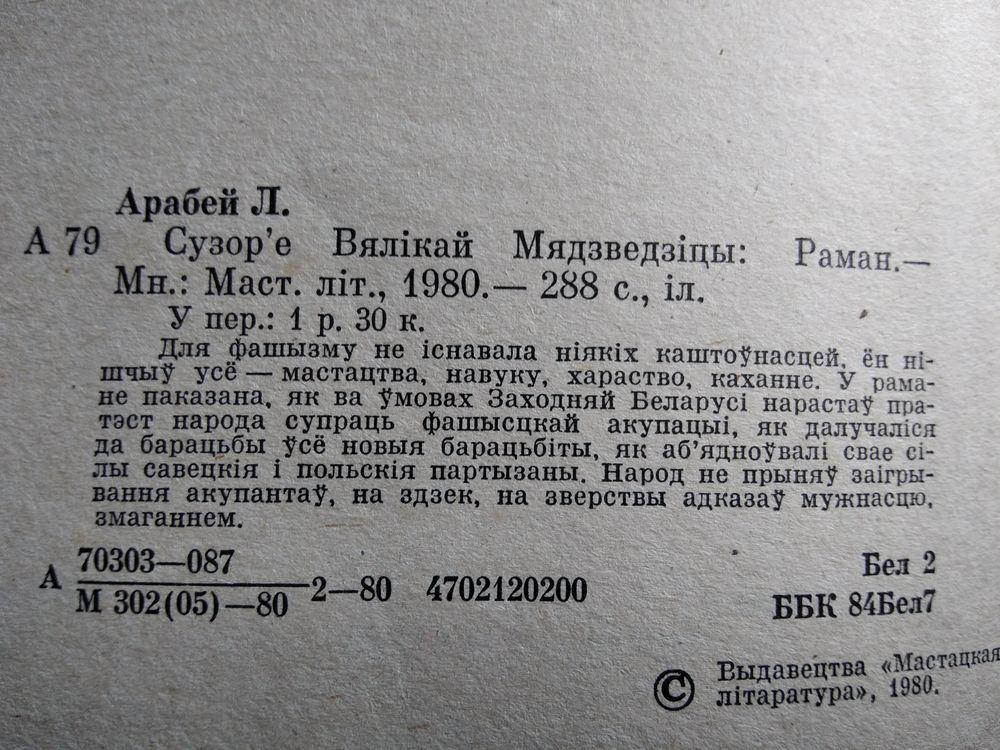 Арабей Л.
А 79 Сузор'е Вялікай Мядзведзіцы: Раман.—
Мн.: Маст. літ., 1980.— 288 с., іл.
У пер.: 1 р. 30 к.
Для фашызму не існавала ніякіх каштоўнасцей, ён ні-
шчыў усё — мастацтва, навуку, хараство, каханне. У рама-
не паказана, як ва ўмовах Заходняй Беларусі нарастаў пра-
тэст народа супраць фашысцкай акупацыі, як далучаліся
да барацьбы ўсё новыя барацьбіты, як аб'ядноўвалі свае сі-
лы савецкія і польскія партызаны. Народ не прыняў заігры-
вання акупантаў, на здзек, на зверствы адказаў мужнасцю,
змаганнем.
А 70303—087
М 302(05)—80 2—80 4702120200
Бел 2
ББК 84Бел7
© Выдавецтва «Мастацкая
літаратура», 1980.